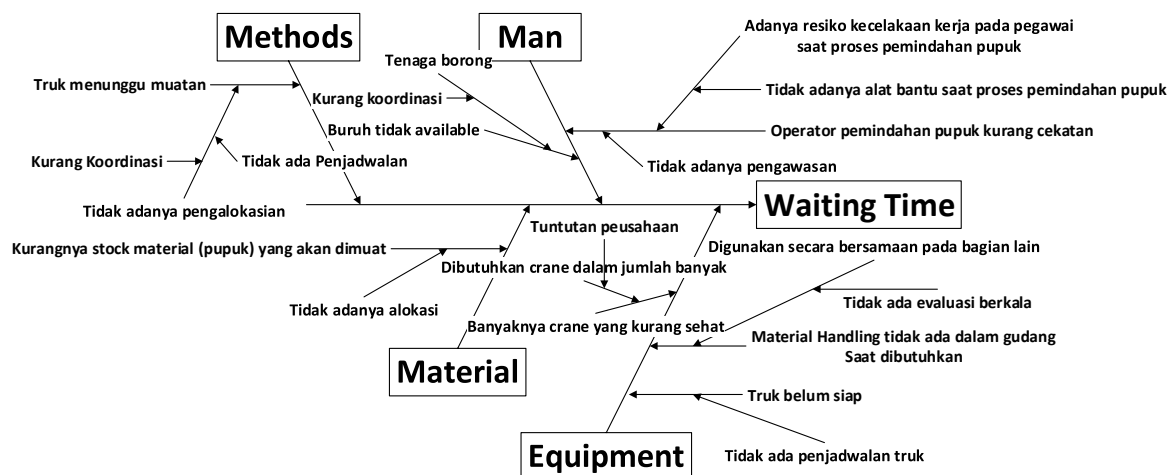 Methods
Man
Adanya resiko kecelakaan kerja pada pegawai
saat proses pemindahan pupuk
Tenaga borong
Truk menunggu muatan
Kurang koordinasi
Tidak adanya alat bantu saat proses pemindahan pupuk
Buruh tidak available
Operator pemindahan pupuk kurang cekatan
Kurang Koordinasi
Tidak ada Penjadwalan
Tidak adanya pengawasan
Tidak adanya pengalokasian
Waiting Time
Tuntutan peusahaan
Kurangnya stock material (pupuk) yang akan dimuat
Digunakan secara bersamaan pada bagian lain
Dibutuhkan crane dalam jumlah banyak
Tidak adanya alokasi
Tidak ada evaluasi berkala
Banyaknya crane yang kurang sehat
Material Handling tidak ada dalam gudang
Saat dibutuhkan
Material
Truk belum siap
Equipment
Tidak ada penjadwalan truk